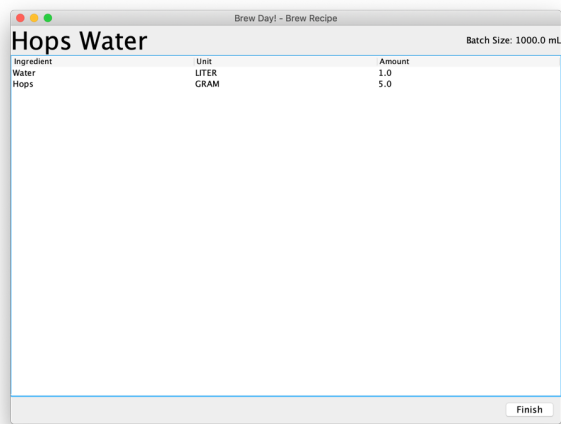 Brew Day! - Brew Recipe
Hops Water Batch Size: 1000.0 mL
Ingredient Unit Amount
Water LITER 1.0
Hops GRAM 5.0
Finish